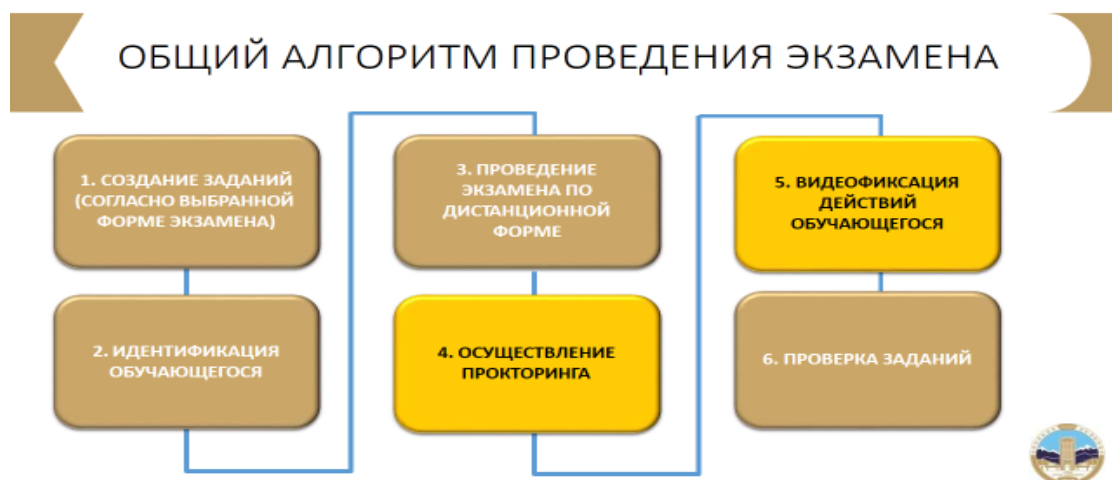 ОБЩИЙ АЛГОРИТМ ПРОВЕДЕНИЯ ЭКЗАМЕНА
1. СОЗДАНИЕ ЗАДАНИЙ
(СОГЛАСНО ВЫБРАННОЙ
ФОРМЕ ЭКЗАМЕНА)
2. ИДЕНТИФИКАЦИЯ
ОБУЧАЮЩЕГОСЯ
3. ПРОВЕДЕНИЕ
ЭКЗАМЕНА ПО
ДИСТАНЦИОННОЙ
ФОРМЕ
4. ОСУЩЕСТВЛЕНИЕ
ПРОКТОРИНГА
5. ВИДЕОФИКСАЦИЯ
ДЕЙСТВИЙ
ОБУЧАЮЩЕГОСЯ
6. ПРОВЕРКА ЗАДАНИЙ